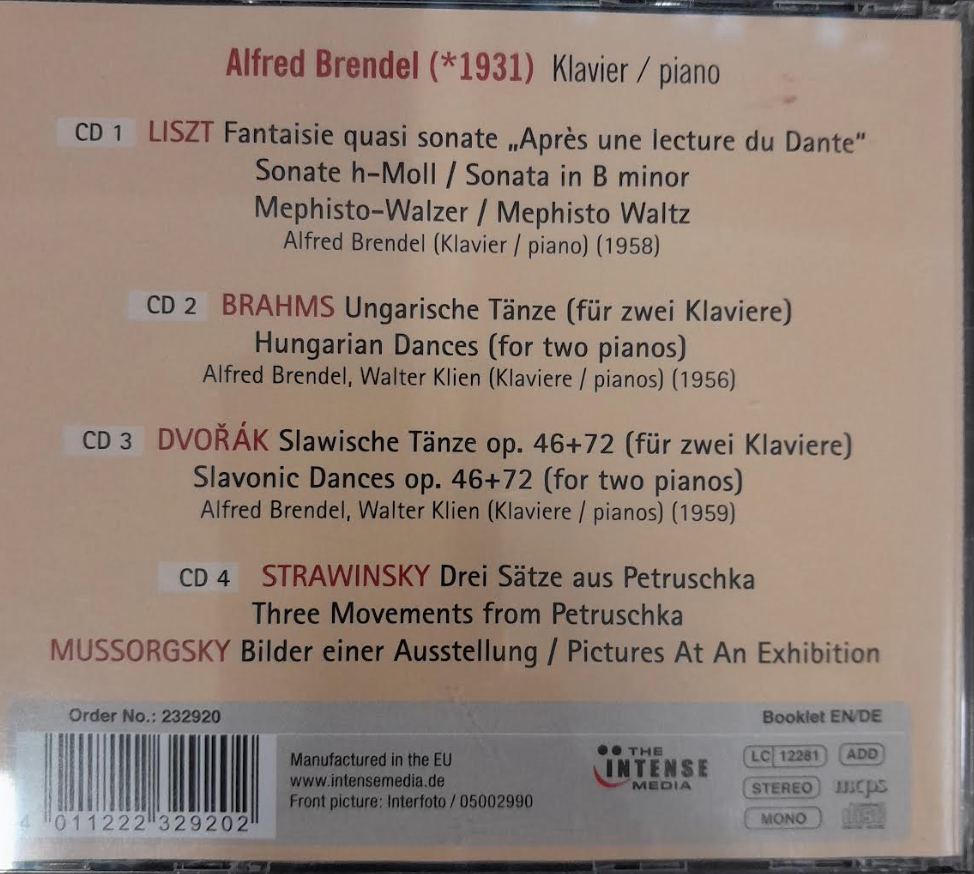 Alfred Brendel (*1931) Klavier / piano
CD 1 LISZT Fantaisie quasi sonate „Après une lecture du Dante“
Sonate h-Moll / Sonata in B minor
Mephisto-Walzer / Mephisto Waltz
Alfred Brendel (Klavier / piano) (1958)
CD 2 BRAHMS Ungarische Tänze (für zwei Klaviere)
Hungarian Dances (for two pianos)
Alfred Brendel, Walter Klien (Klaviere / pianos) (1956)
CD 3 DVOŘÁK Slawische Tänze op. 46+72 (für zwei Klaviere)
Slavonic Dances op. 46+72 (for two pianos)
Alfred Brendel, Walter Klien (Klaviere / pianos) (1959)
CD 4 STRAWINSKY Drei Sätze aus Petruschka
Three Movements from Petruschka
MUSSORGSKY Bilder einer Ausstellung / Pictures At An Exhibition
Order No.: 232920
Booklet EN/DE
4 011222 329202
Manufactured in the EU
www.intensemedia.de
Front picture: Interfoto / 05002990
THE
INTENSE
MEDIA
LC 12281 ADD
STEREO mcps
MONO